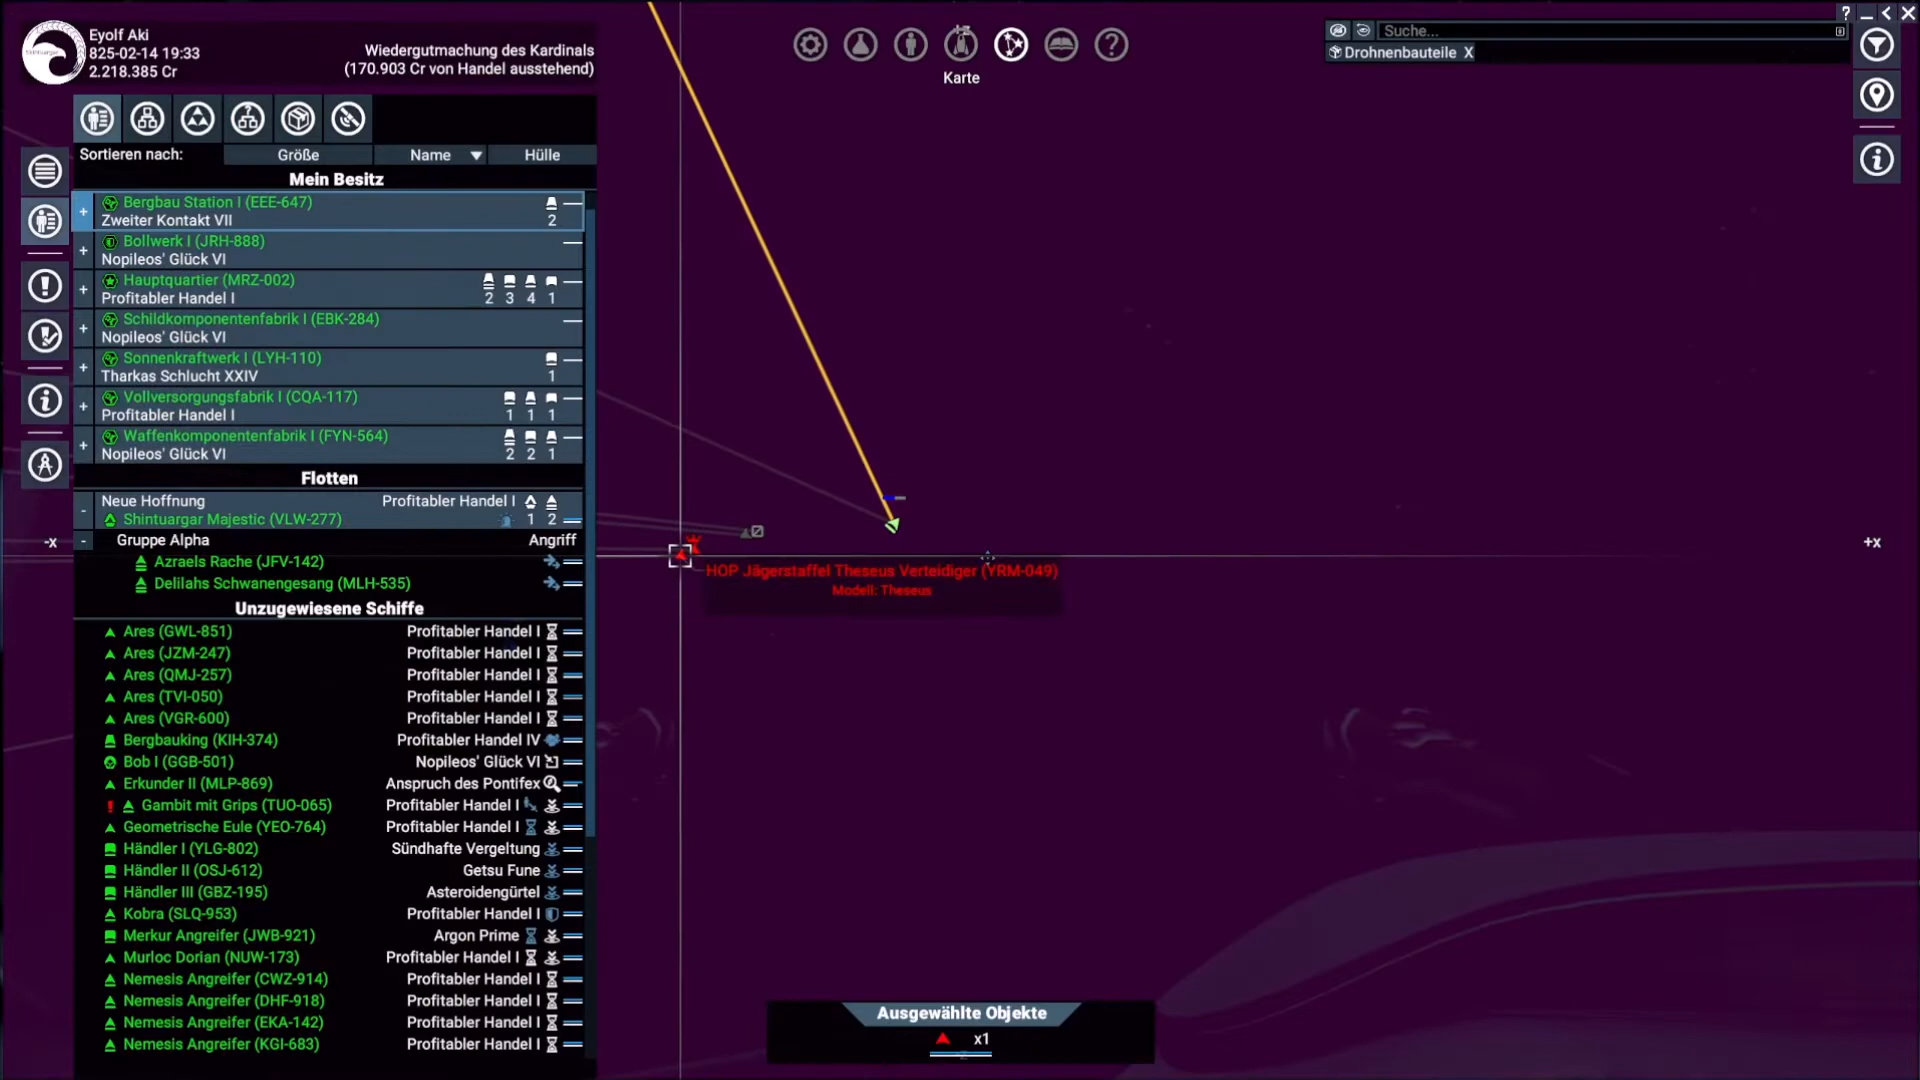 Eyolf Aki
825-02-14 19:33
2.218.385 Cr
Wiedergutmachung des Kardinals
(170.903 Cr von Handel ausstehend)
Karte
Suche...
Drohnenbauteile X
Sortieren nach:
Größe
Name
Hülle
Mein Besitz
Bergbau Station I (EEE-647)
Zweiter Kontakt VII
2
Bollwerk I (JRH-888)
Nopileos' Glück VI
Hauptquartier (MRZ-002)
Profitabler Handel I
2 3 4 1
Schildkomponentenfabrik I (EBK-284)
Nopileos' Glück VI
Sonnenkraftwerk I (LYH-110)
Tharkas Schlucht XXIV
1
Vollversorgungsfabrik I (CQA-117)
Profitabler Handel I
1 1 1
Waffenkomponentenfabrik I (FYN-564)
Nopileos' Glück VI
2 2 1
Flotten
Neue Hoffnung Profitabler Handel I
Shintuargar Majestic (VLW-277) 1 2
Gruppe Alpha Angriff
Azraels Rache (JFV-142)
Delilahs Schwanengesang (MLH-535)
Unzugewiesene Schiffe
Ares (GWL-851) Profitabler Handel I
Ares (JZM-247) Profitabler Handel I
Ares (QMJ-257) Profitabler Handel I
Ares (TVI-050) Profitabler Handel I
Ares (VGR-600) Profitabler Handel I
Bergbauking (KIH-374) Profitabler Handel IV
Bob I (GGB-501) Nopileos' Glück VI
Erkunder II (MLP-869) Anspruch des Pontifex
! Gambit mit Grips (TUO-065) Profitabler Handel I
Geometrische Eule (YEO-764) Profitabler Handel I
Händler I (YLG-802) Sündhafte Vergeltung
Händler II (OSJ-612) Getsu Fune
Händler III (GBZ-195) Asteroidengürtel
Kobra (SLQ-953) Profitabler Handel I
Merkur Angreifer (JWB-921) Argon Prime
Murloc Dorian (NUW-173) Profitabler Handel I
Nemesis Angreifer (CWZ-914) Profitabler Handel I
Nemesis Angreifer (DHF-918) Profitabler Handel I
Nemesis Angreifer (EKA-142) Profitabler Handel I
Nemesis Angreifer (KGI-683) Profitabler Handel I
-x
+x
HOP Jägerstaffel Theseus Verteidiger (YRM-049)
Modell: Theseus
Ausgewählte Objekte
x1